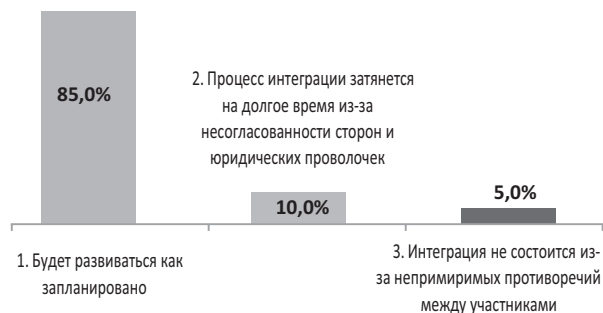 85,0%
2. Процесс интеграции затянется
на долгое время из-за
несогласованности сторон и
юридических проволочек
10,0%
5,0%
1. Будет развиваться как
запланировано
3. Интеграция не состоится из-
за непримиримых противоречий
между участниками